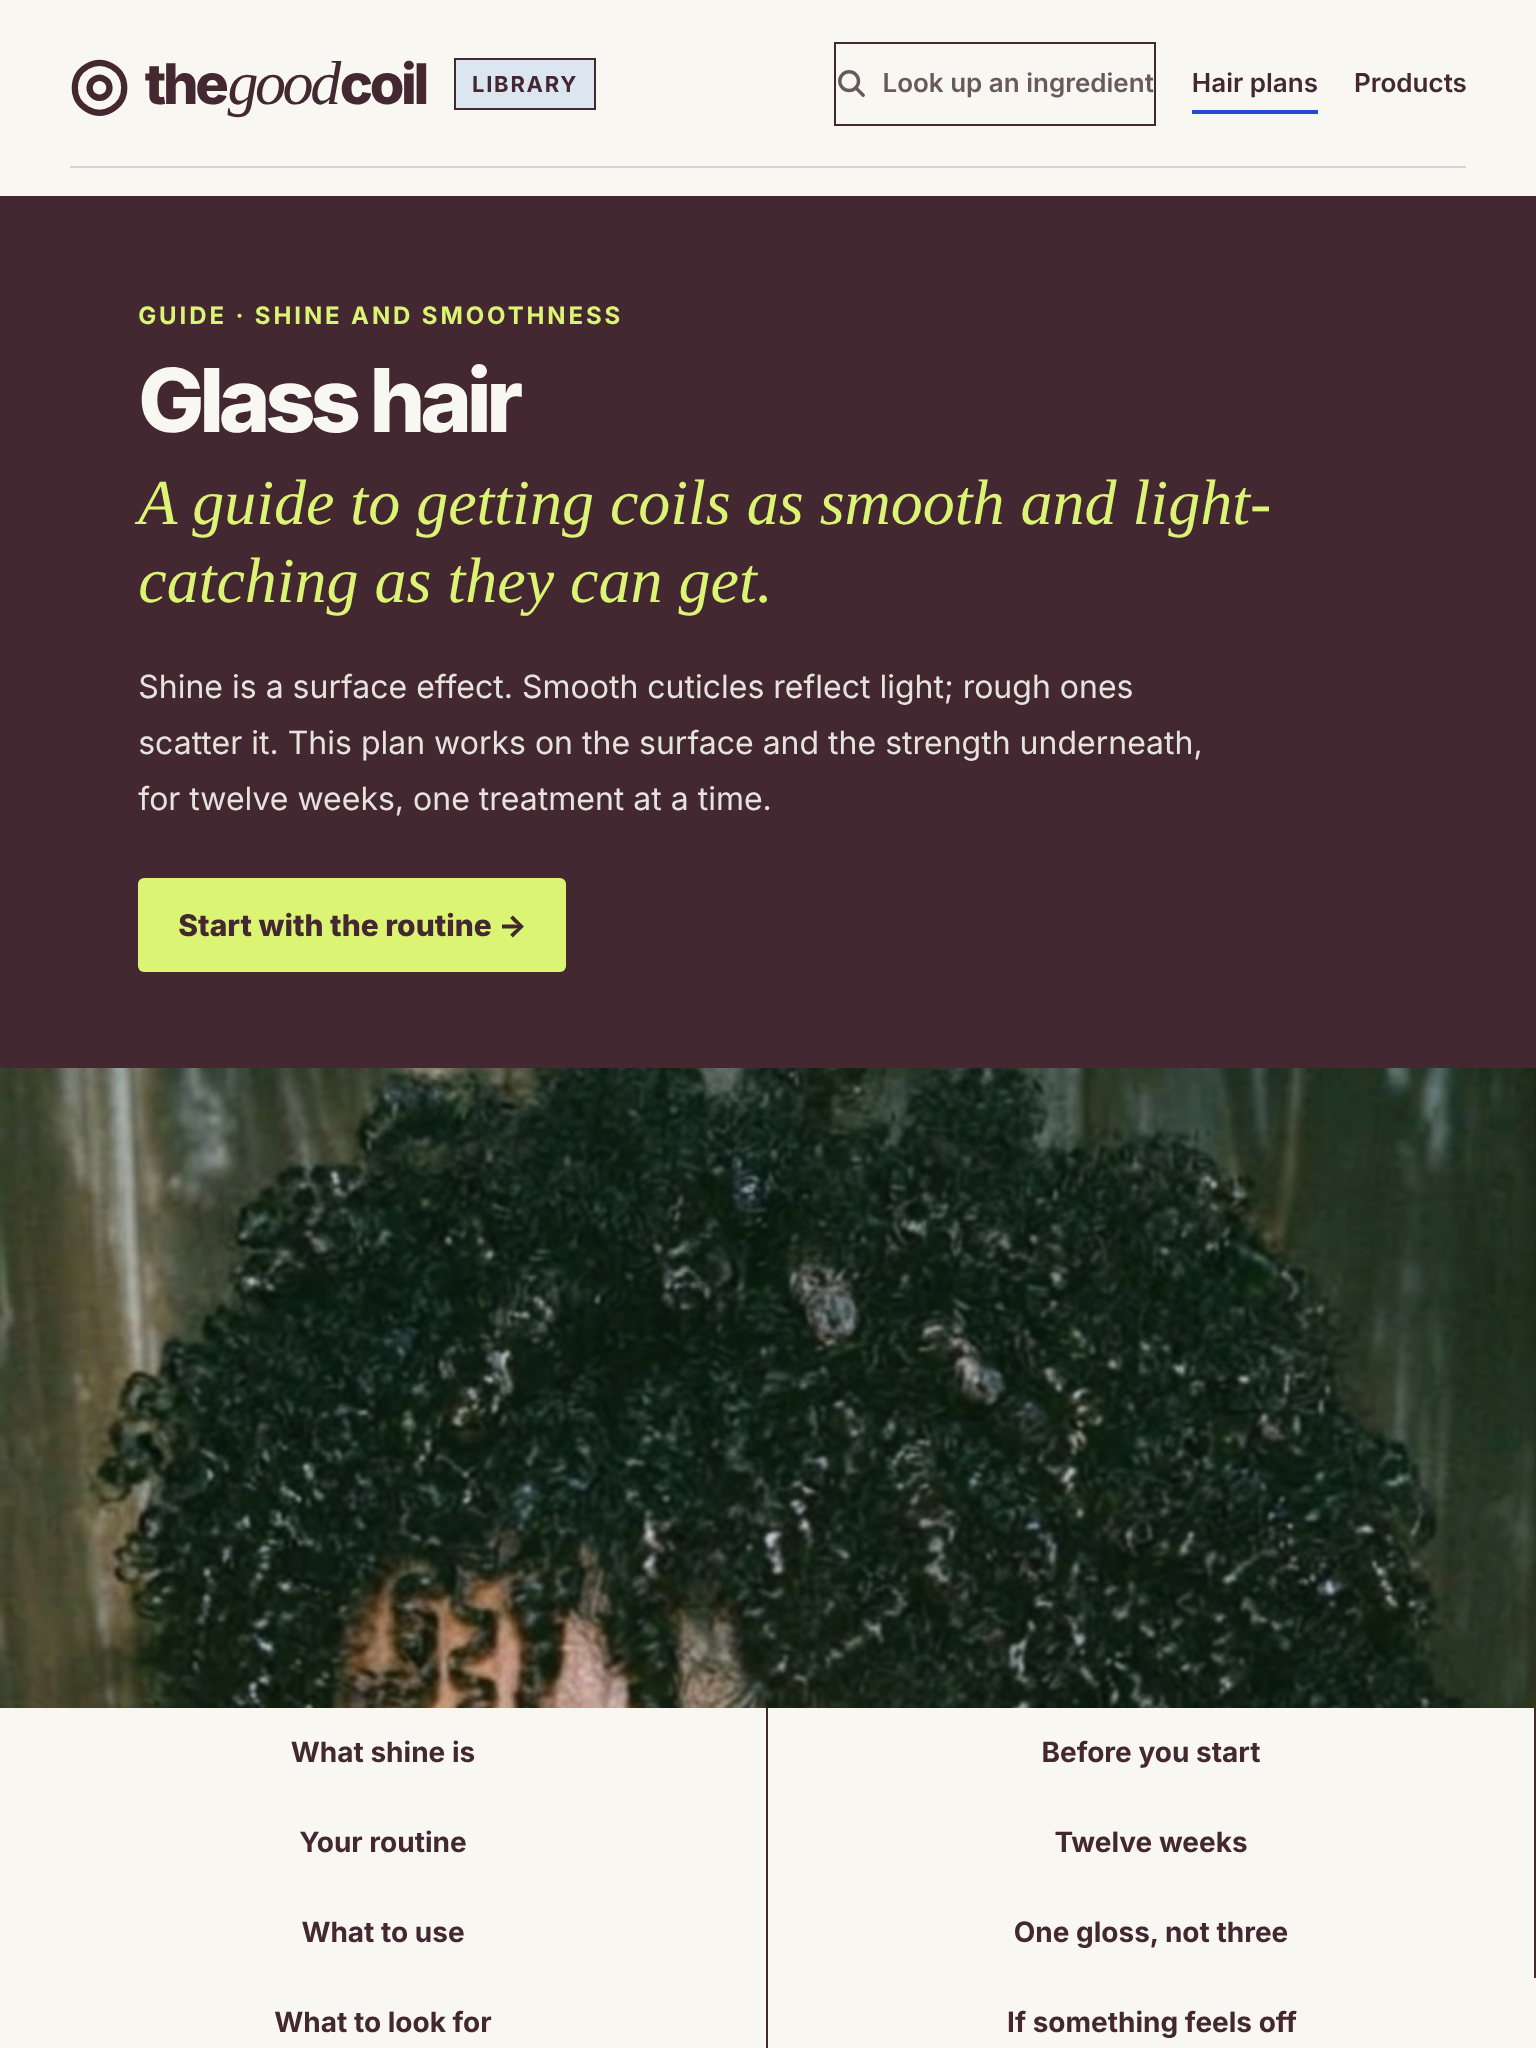 thegoodcoil
LIBRARY
Look up an ingredient
Hair plans
Products
GUIDE · SHINE AND SMOOTHNESS
Glass hair
A guide to getting coils as smooth and light-
catching as they can get.
Shine is a surface effect. Smooth cuticles reflect light; rough ones
scatter it. This plan works on the surface and the strength underneath,
for twelve weeks, one treatment at a time.
Start with the routine →
What shine is
Before you start
Your routine
Twelve weeks
What to use
One gloss, not three
What to look for
If something feels off